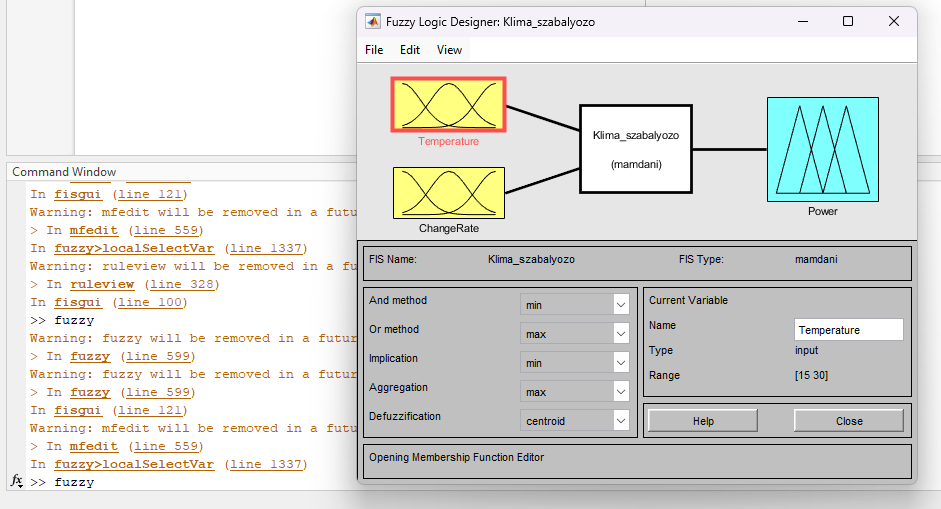 Fuzzy Logic Designer: Klima_szabalyozo
File Edit View
Temperature
Klima_szabalyozo
(mamdani)
ChangeRate
Power
FIS Name: Klima_szabalyozo FIS Type: mamdani
And method min
Or method max
Implication min
Aggregation max
Defuzzification centroid
Current Variable
Name Temperature
Type input
Range [15 30]
Help Close
Opening Membership Function Editor
Command Window
In fisgui (line 121)
Warning: mfedit will be removed in a futur
> In mfedit (line 559)
In fuzzy>localSelectVar (line 1337)
Warning: ruleview will be removed in a fu
> In ruleview (line 328)
In fisgui (line 100)
>> fuzzy
Warning: fuzzy will be removed in a futur
> In fuzzy (line 599)
Warning: fuzzy will be removed in a futur
> In fuzzy (line 599)
In fisgui (line 121)
Warning: mfedit will be removed in a futu
> In mfedit (line 559)
In fuzzy>localSelectVar (line 1337)
fx >> fuzzy